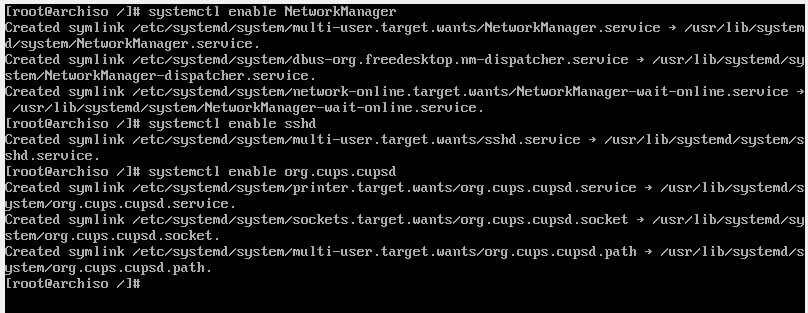 [root@archiso /]# systemctl enable NetworkManager
Created symlink /etc/systemd/system/multi-user.target.wants/NetworkManager.service → /usr/lib/system
d/system/NetworkManager.service.
Created symlink /etc/systemd/system/dbus-org.freedesktop.nm-dispatcher.service → /usr/lib/systemd/sy
stem/NetworkManager-dispatcher.service.
Created symlink /etc/systemd/system/network-online.target.wants/NetworkManager-wait-online.service →
 /usr/lib/systemd/system/NetworkManager-wait-online.service.
[root@archiso /]# systemctl enable sshd
Created symlink /etc/systemd/system/multi-user.target.wants/sshd.service → /usr/lib/systemd/system/s
shd.service.
[root@archiso /]# systemctl enable org.cups.cupsd
Created symlink /etc/systemd/system/printer.target.wants/org.cups.cupsd.service → /usr/lib/systemd/s
ystem/org.cups.cupsd.service.
Created symlink /etc/systemd/system/sockets.target.wants/org.cups.cupsd.socket → /usr/lib/systemd/sy
stem/org.cups.cupsd.socket.
Created symlink /etc/systemd/system/multi-user.target.wants/org.cups.cupsd.path → /usr/lib/systemd/s
ystem/org.cups.cupsd.path.
[root@archiso /]#